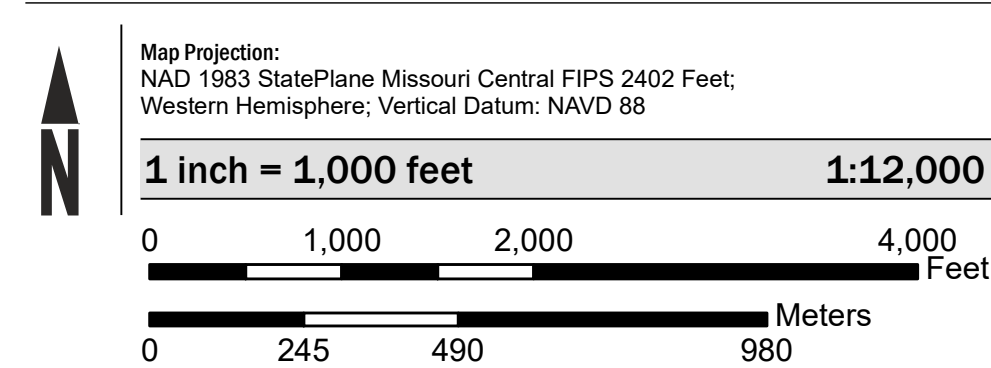 N
Map Projection:
NAD 1983 StatePlane Missouri Central FIPS 2402 Feet;
Western Hemisphere; Vertical Datum: NAVD 88
1 inch = 1,000 feet 1:12,000
0 1,000 2,000 4,000
Feet
Meters
0 245 490 980